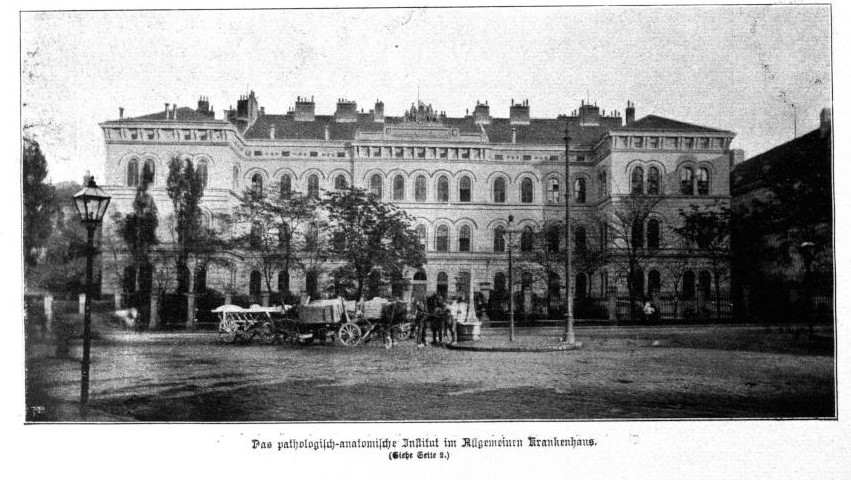 Das pathologisch-anatomische Institut im Allgemeinen Krankenhaus.
(Siehe Seite 2.)